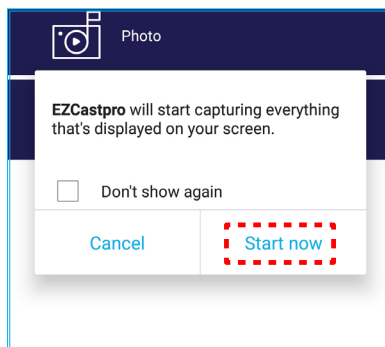 Photo
EZCastpro will start capturing everything
that's displayed on your screen.
Don't show again
Cancel
Start now